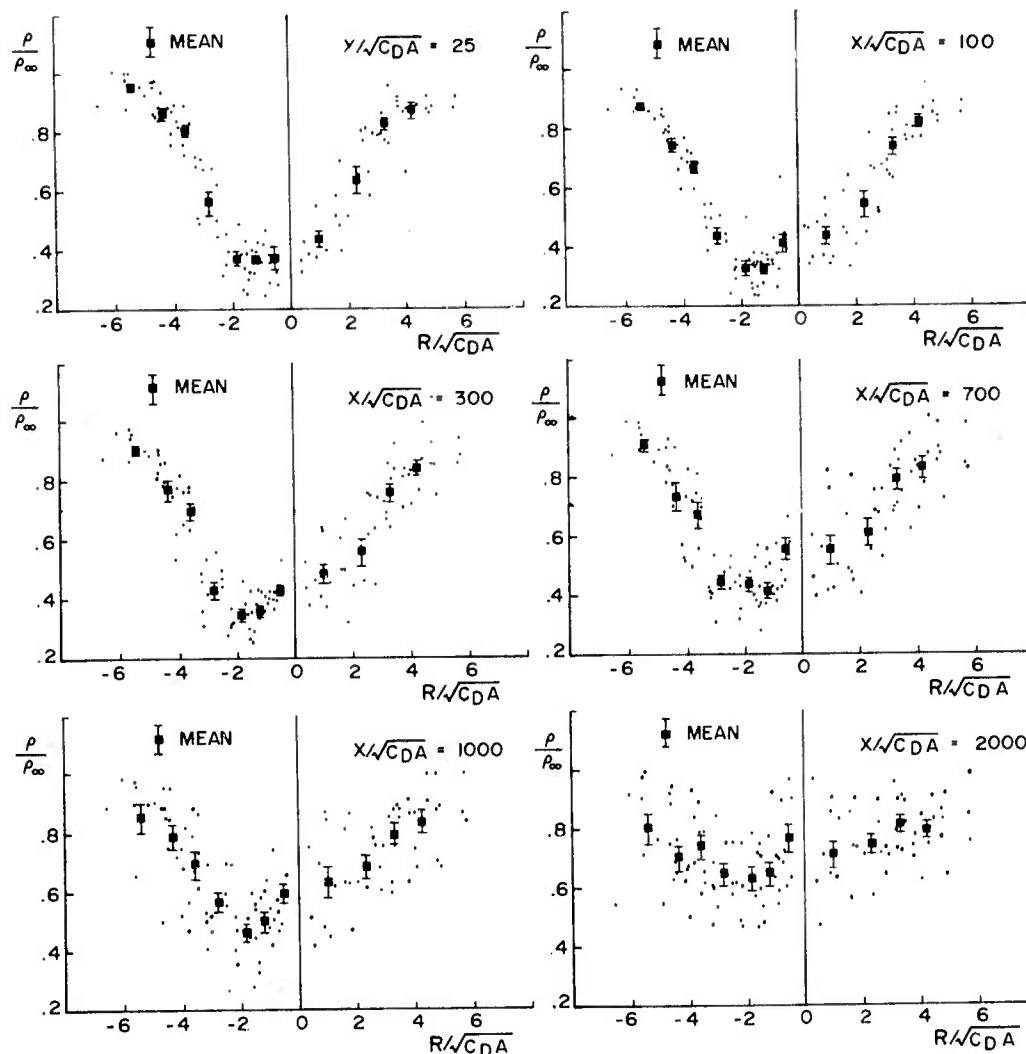 ρ/ρ∞ MEAN Y/√CDA = 25
.8
.6
.4
.2
-6 -4 -2 0 2 4 6
R/√CDA
ρ/ρ∞ MEAN X/√CDA = 100
.8
.6
.4
.2
-6 -4 -2 0 2 4 6
R/√CDA
ρ/ρ∞ MEAN X/√CDA = 300
.8
.6
.4
.2
-6 -4 -2 0 2 4 6
R/√CDA
ρ/ρ∞ MEAN X/√CDA = 700
.8
.6
.4
.2
-6 -4 -2 0 2 4 6
R/√CDA
ρ/ρ∞ MEAN X/√CDA = 1000
.8
.6
.4
.2
-6 -4 -2 0 2 4 6
R/√CDA
ρ/ρ∞ MEAN X/√CDA = 2000
.8
.6
.4
.2
-6 -4 -2 0 2 4 6
R/√CDA